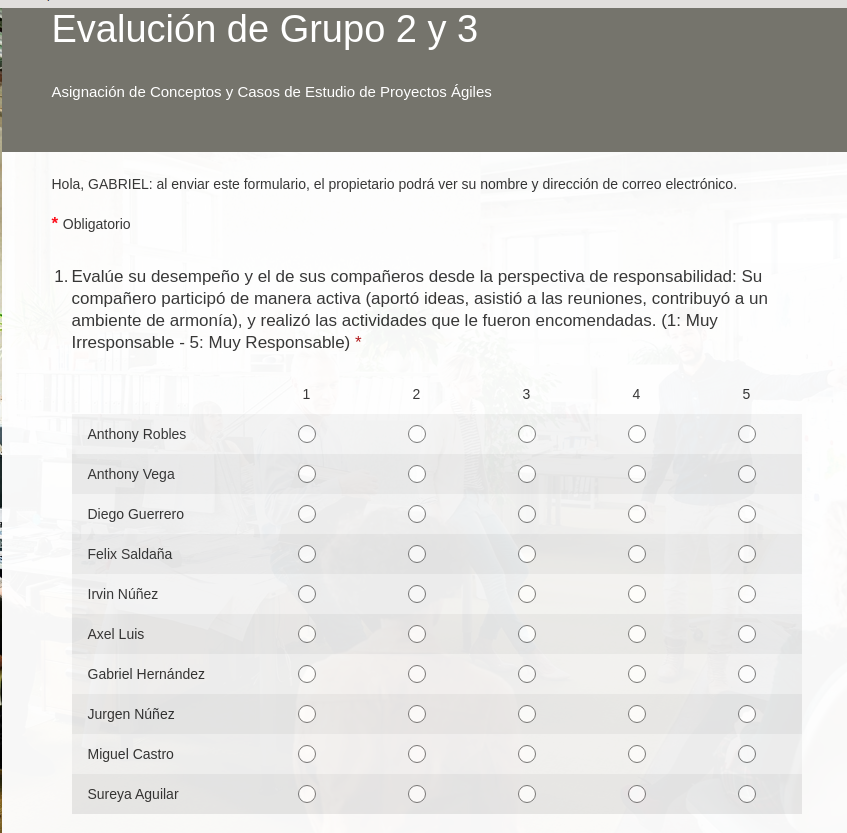 Evalución de Grupo 2 y 3
Asignación de Conceptos y Casos de Estudio de Proyectos Ágiles
Hola, GABRIEL: al enviar este formulario, el propietario podrá ver su nombre y dirección de correo electrónico.
* Obligatorio
1. Evalúe su desempeño y el de sus compañeros desde la perspectiva de responsabilidad: Su
compañero participó de manera activa (aportó ideas, asistió a las reuniones, contribuyó a un
ambiente de armonía), y realizó las actividades que le fueron encomendadas. (1: Muy
Irresponsable - 5: Muy Responsable) *
1 2 3 4 5
Anthony Robles
Anthony Vega
Diego Guerrero
Felix Saldaña
Irvin Núñez
Axel Luis
Gabriel Hernández
Jurgen Núñez
Miguel Castro
Sureya Aguilar